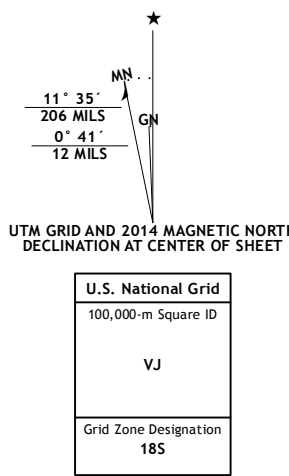 ★
MN
11° 35´
206 MILS
GN
0° 41´
12 MILS
UTM GRID AND 2014 MAGNETIC NORTH
DECLINATION AT CENTER OF SHEET
U.S. National Grid
100,000-m Square ID
VJ
Grid Zone Designation
18S